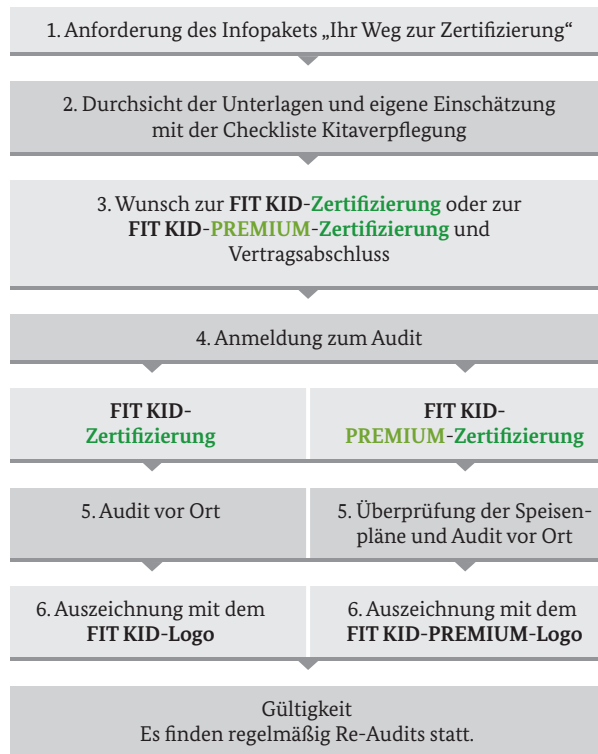 1. Anforderung des Infopakets „Ihr Weg zur Zertifizierung“
2. Durchsicht der Unterlagen und eigene Einschätzung
mit der Checkliste Kitaverpflegung
3. Wunsch zur FIT KID-Zertifizierung oder zur
FIT KID-PREMIUM-Zertifizierung und
Vertragsabschluss
4. Anmeldung zum Audit
FIT KID-
Zertifizierung
FIT KID-
PREMIUM-Zertifizierung
5. Audit vor Ort
5. Überprüfung der Speisen-
pläne und Audit vor Ort
6. Auszeichnung mit dem
FIT KID-Logo
6. Auszeichnung mit dem
FIT KID-PREMIUM-Logo
Gültigkeit
Es finden regelmäßig Re-Audits statt.